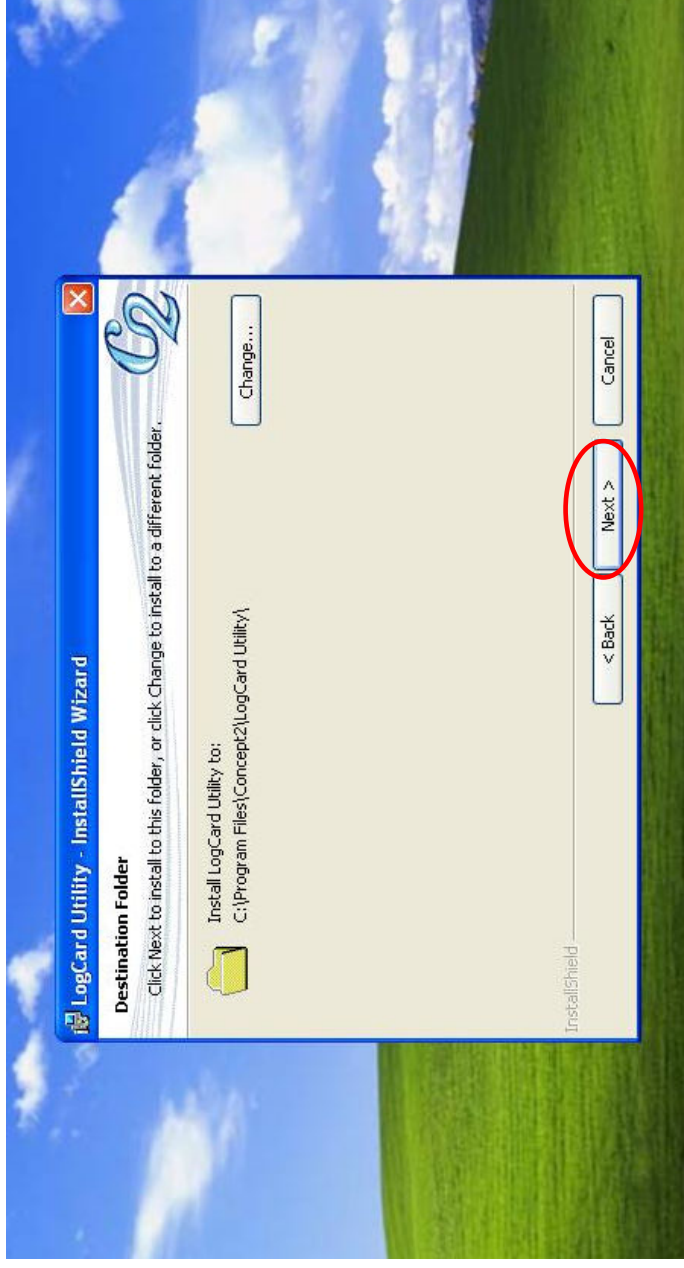 LogCard Utility - InstallShield Wizard
Destination Folder
Click Next to install to this folder, or click Change to install to a different folder.
C2
Install LogCard Utility to:
C:\Program Files\Concept2\LogCard Utility\
Change...
InstallShield
< Back
Next >
Cancel